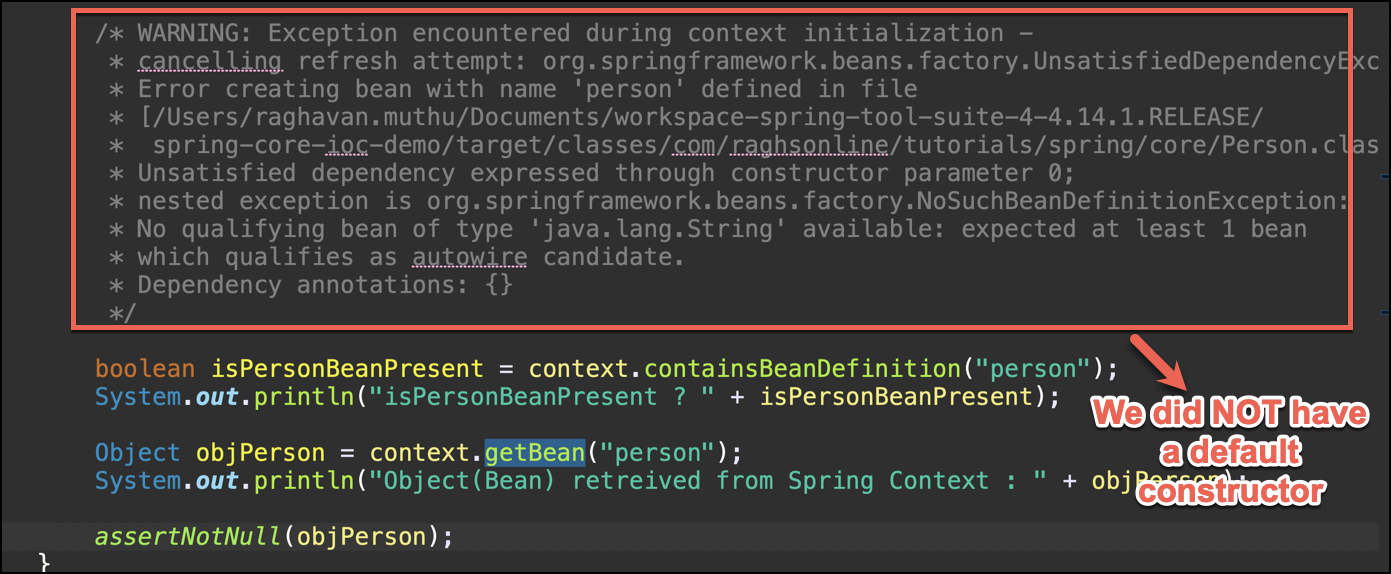 /* WARNING: Exception encountered during context initialization -
* cancelling refresh attempt: org.springframework.beans.factory.UnsatisfiedDependencyExc
* Error creating bean with name 'person' defined in file
* [/Users/raghavan.muthu/Documents/workspace-spring-tool-suite-4-4.14.1.RELEASE/
* spring-core-ioc-demo/target/classes/com/raghsonline/tutorials/spring/core/Person.clas
* Unsatisfied dependency expressed through constructor parameter 0;
* nested exception is org.springframework.beans.factory.NoSuchBeanDefinitionException:
* No qualifying bean of type 'java.lang.String' available: expected at least 1 bean
* which qualifies as autowire candidate.
* Dependency annotations: {}
*/
boolean isPersonBeanPresent = context.containsBeanDefinition("person");
System.out.println("isPersonBeanPresent ? " + isPersonBeanPresent);
Object objPerson = context.getBean("person");
System.out.println("Object(Bean) retreived from Spring Context : " + objPerson);
assertNotNull(objPerson);
}
We did NOT have
a default
constructor